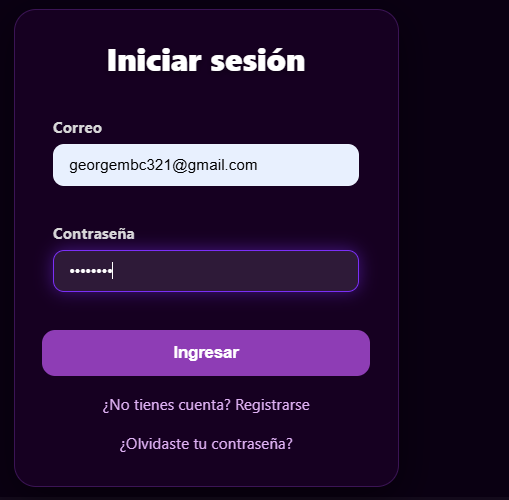 Iniciar sesión
Correo
georgembc321@gmail.com
Contraseña
••••••••
Ingresar
¿No tienes cuenta? Registrarse
¿Olvidaste tu contraseña?